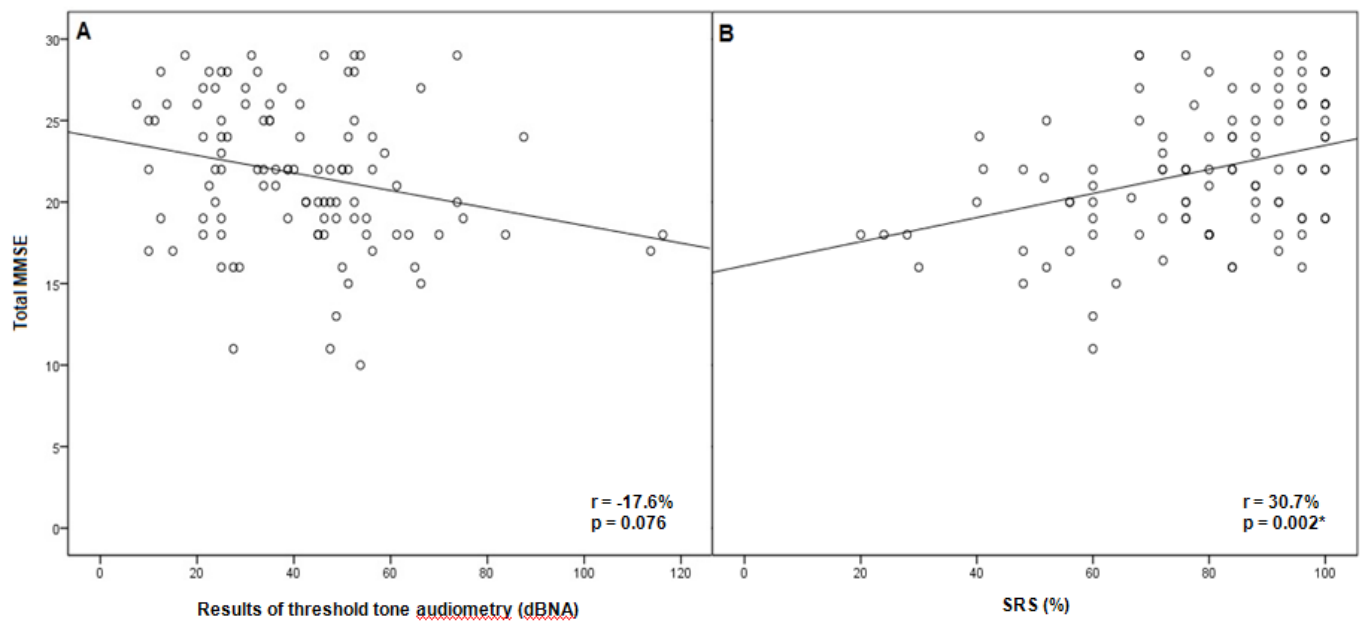 A
B
Total MMSE
30
25
20
15
10
5
0
r = -17.6%
p = 0.076
r = 30.7%
p = 0.002*
0 20 40 60 80 100 120
0 20 40 60 80 100
Results of threshold tone audiometry (dBNA)
SRS (%)